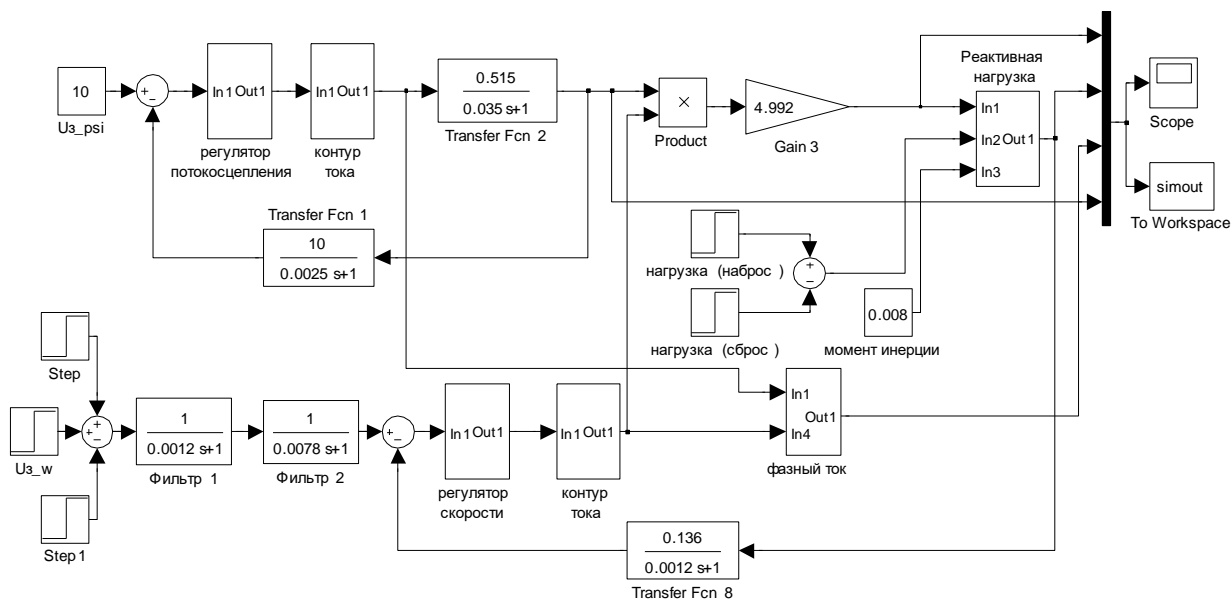 10
Uз_psi
+
−
In1 Out1
регулятор
потокосцепления
In1 Out1
контур
тока
0.515
0.035 s+1
Transfer Fcn 2
×
Product
4.992
Gain 3
Реактивная
нагрузка
In1
In2 Out1
In3
Scope
simout
To Workspace
Transfer Fcn 1
10
0.0025 s+1
нагрузка (наброс )
+
−
нагрузка (сброс )
0.008
момент инерции
Step
Uз_w
Step 1
+
+
−
1
0.0012 s+1
Фильтр 1
1
0.0078 s+1
Фильтр 2
+
−
In1 Out1
регулятор
скорости
In1 Out1
контур
тока
In1
Out1
In4
фазный ток
0.136
0.0012 s+1
Transfer Fcn 8